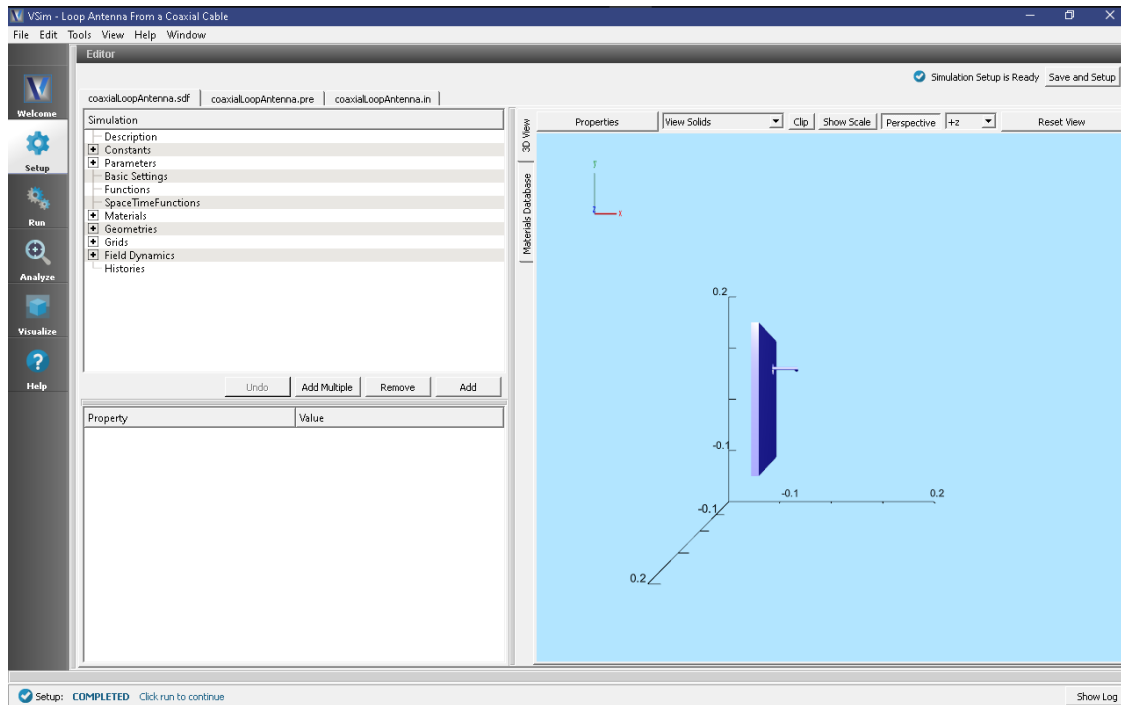 VSim - Loop Antenna From a Coaxial Cable
File Edit Tools View Help Window
Editor
Simulation Setup is Ready Save and Setup
coaxialLoopAntenna.sdf coaxialLoopAntenna.pre coaxialLoopAntenna.in
Welcome
Setup
Run
Analyze
Visualize
Help
Simulation
Description
Constants
Parameters
Basic Settings
Functions
SpaceTimeFunctions
Materials
Geometries
Grids
Field Dynamics
Histories
Undo Add Multiple Remove Add
Property Value
3D View
Materials Database
Properties View Solids Clip Show Scale Perspective +z Reset View
Y
Z X
0.2
-0.1
-0.1 0.2
-0.1
0.2
Setup: COMPLETED Click run to continue
Show Log